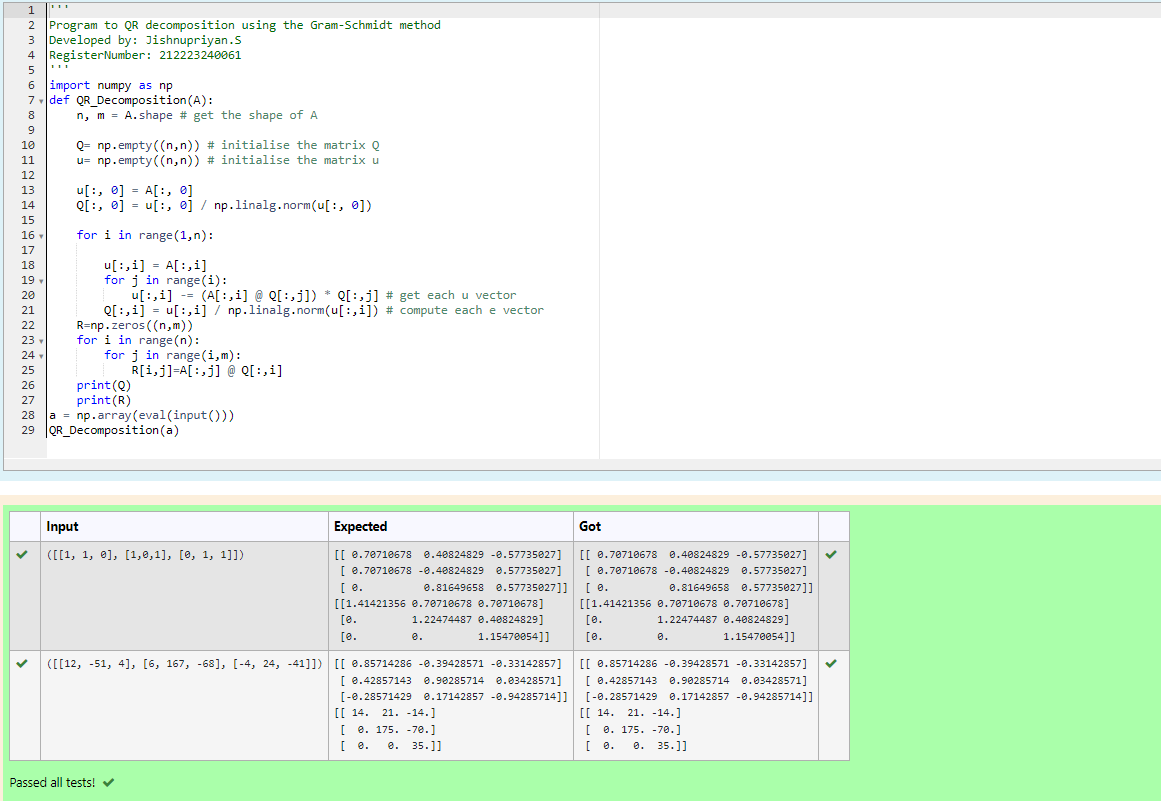 1 '''
2 Program to QR decomposition using the Gram-Schmidt method
3 Developed by: Jishnupriyan.S
4 RegisterNumber: 212223240061
5 '''
6 import numpy as np
7 def QR_Decomposition(A):
8     n, m = A.shape # get the shape of A
9
10     Q= np.empty((n,n)) # initialise the matrix Q
11     u= np.empty((n,n)) # initialise the matrix u
12
13     u[:, 0] = A[:, 0]
14     Q[:, 0] = u[:, 0] / np.linalg.norm(u[:, 0])
15
16     for i in range(1,n):
17
18         u[:,i] = A[:,i]
19         for j in range(i):
20             u[:,i] -= (A[:,i] @ Q[:,j]) * Q[:,j] # get each u vector
21         Q[:,i] = u[:,i] / np.linalg.norm(u[:,i]) # compute each e vector
22     R=np.zeros((n,m))
23     for i in range(n):
24         for j in range(i,m):
25             R[i,j]=A[:,j] @ Q[:,i]
26     print(Q)
27     print(R)
28 a = np.array(eval(input()))
29 QR_Decomposition(a)
Input Expected Got
([[1, 1, 0], [1,0,1], [0, 1, 1]]) [[ 0.70710678  0.40824829 -0.57735027] [[ 0.70710678  0.40824829 -0.57735027]
[ 0.70710678 -0.40824829  0.57735027] [ 0.70710678 -0.40824829  0.57735027]
[ 0.          0.81649658  0.57735027]] [ 0.          0.81649658  0.57735027]]
[[1.41421356 0.70710678 0.70710678] [[1.41421356 0.70710678 0.70710678]
[0.         1.22474487 0.40824829] [0.         1.22474487 0.40824829]
[0.         0.         1.15470054]] [0.         0.         1.15470054]]
([[12, -51, 4], [6, 167, -68], [-4, 24, -41]]) [[ 0.85714286 -0.39428571 -0.33142857] [[ 0.85714286 -0.39428571 -0.33142857]
[ 0.42857143  0.90285714  0.03428571] [ 0.42857143  0.90285714  0.03428571]
[-0.28571429  0.17142857 -0.94285714]] [-0.28571429  0.17142857 -0.94285714]]
[[ 14.  21. -14.] [[ 14.  21. -14.]
[  0. 175. -70.] [  0. 175. -70.]
[  0.   0.  35.]] [  0.   0.  35.]]
Passed all tests!